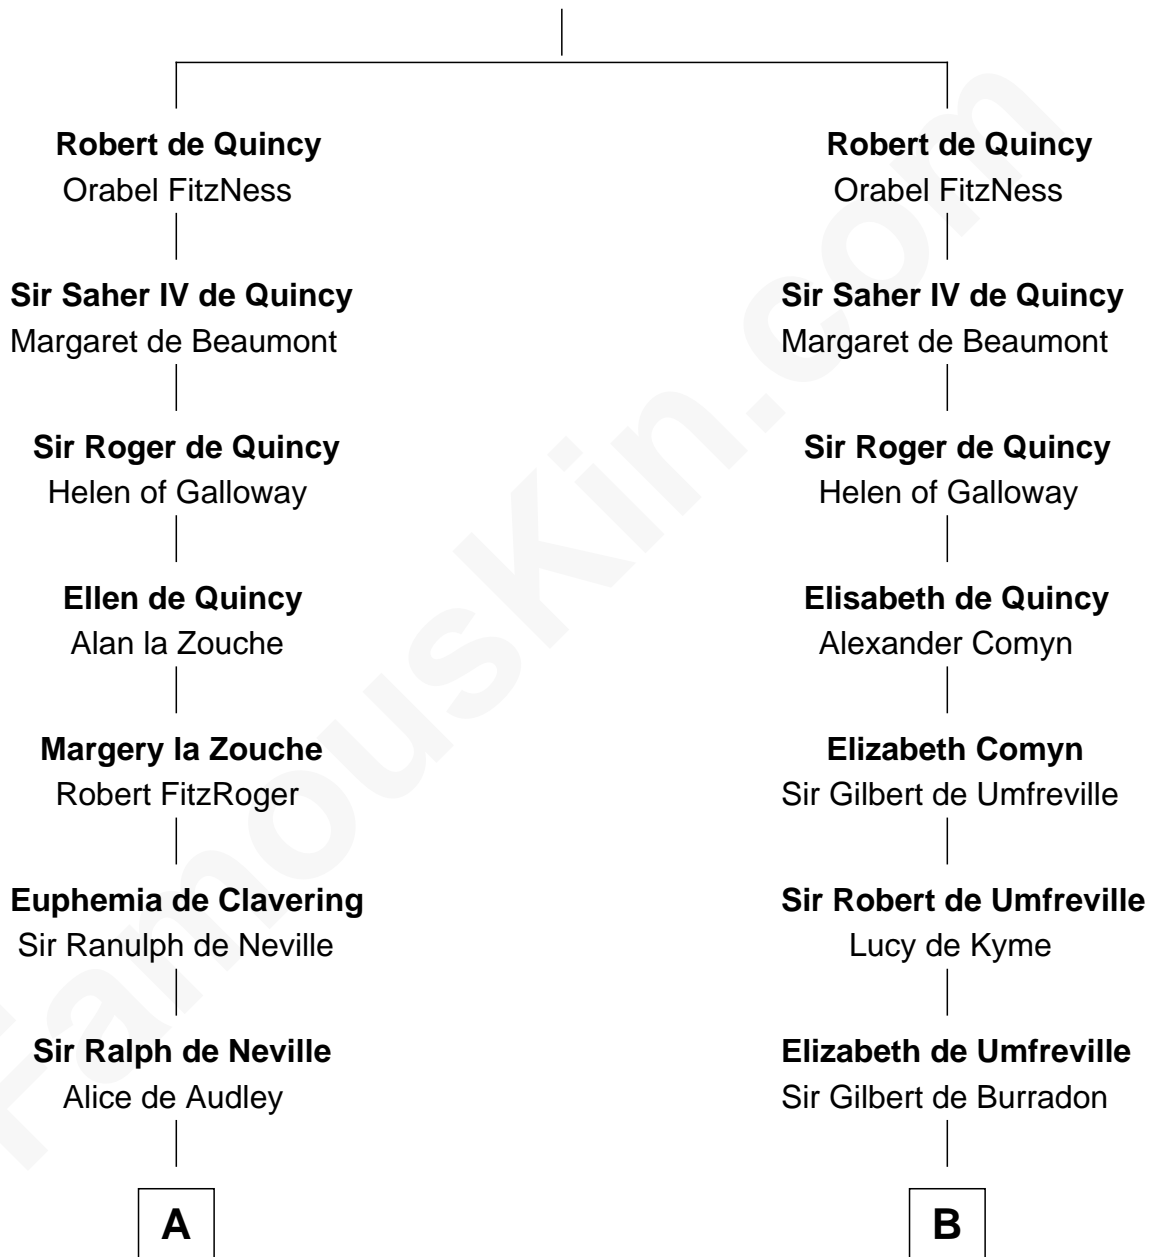 Robert de Quincy
Orabel FitzNess
Sir Saher IV de Quincy
Margaret de Beaumont
Sir Roger de Quincy
Helen of Galloway
Ellen de Quincy
Alan la Zouche
Margery la Zouche
Robert FitzRoger
Euphemia de Clavering
Sir Ranulph de Neville
Sir Ralph de Neville
Alice de Audley
A
Robert de Quincy
Orabel FitzNess
Sir Saher IV de Quincy
Margaret de Beaumont
Sir Roger de Quincy
Helen of Galloway
Elisabeth de Quincy
Alexander Comyn
Elizabeth Comyn
Sir Gilbert de Umfreville
Sir Robert de Umfreville
Lucy de Kyme
Elizabeth de Umfreville
Sir Gilbert de Burradon
B
FamousKin.com